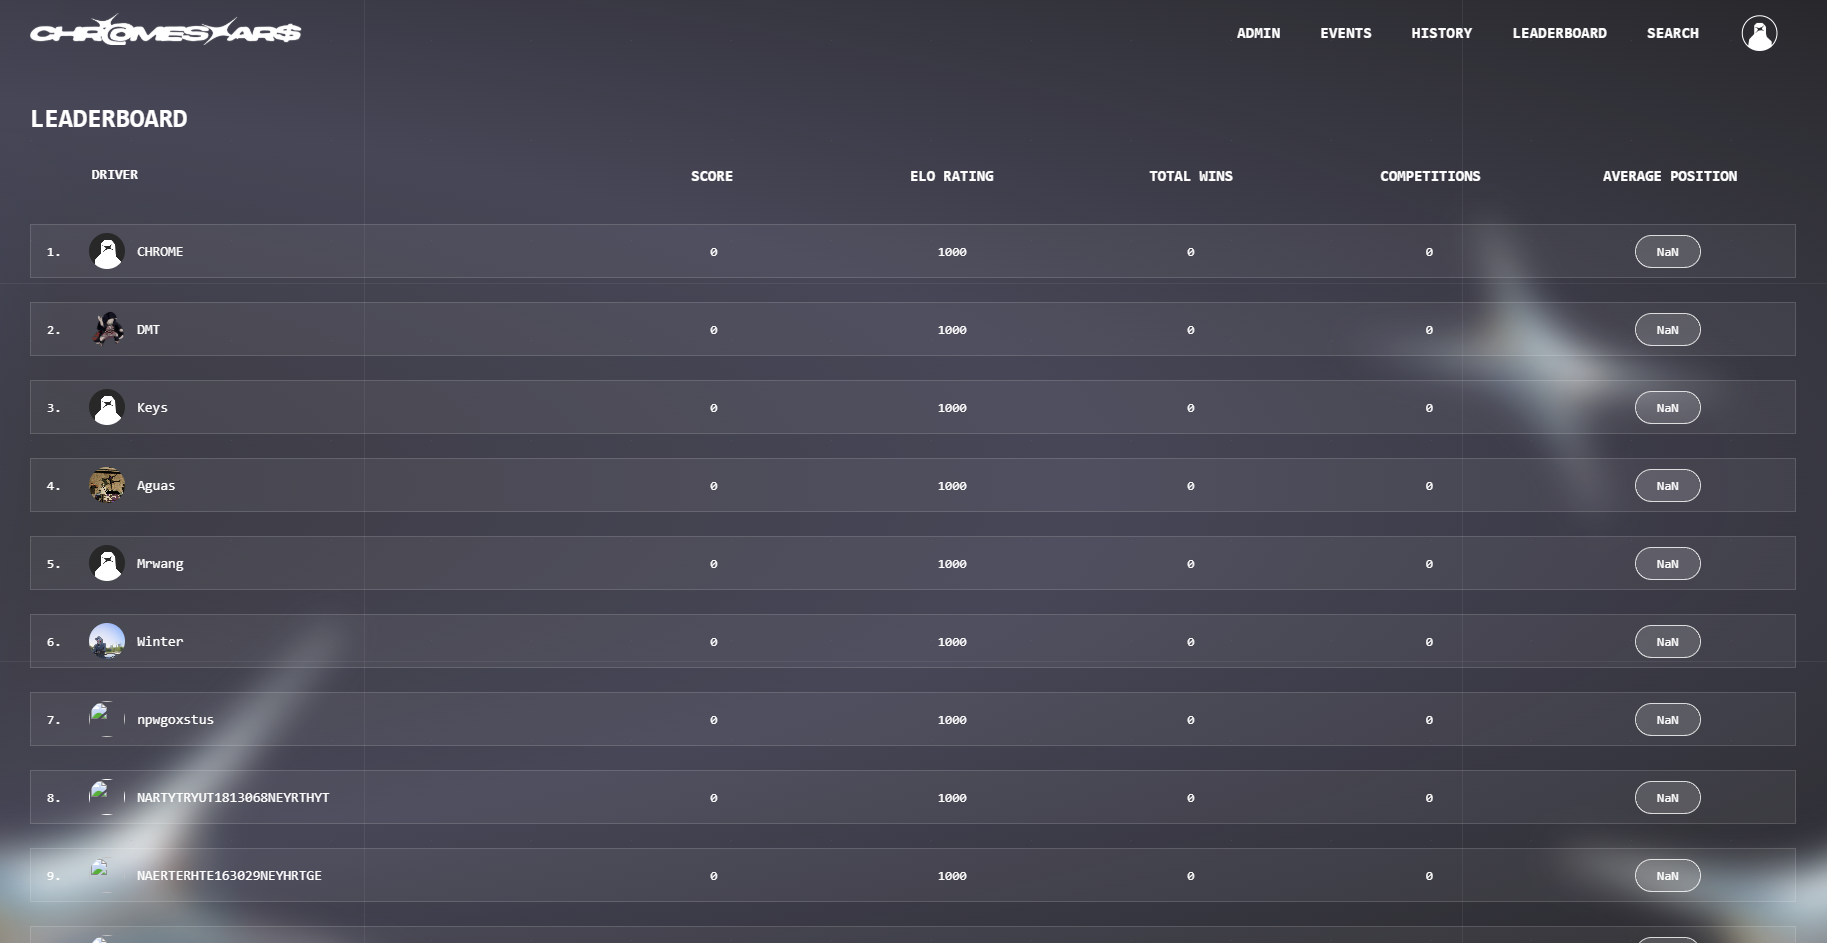 CHROMESTAR$
ADMIN EVENTS HISTORY LEADERBOARD SEARCH
LEADERBOARD
DRIVER SCORE ELO RATING TOTAL WINS COMPETITIONS AVERAGE POSITION
1. CHROME 0 1000 0 0 NaN
2. DMT 0 1000 0 0 NaN
3. Keys 0 1000 0 0 NaN
4. Aguas 0 1000 0 0 NaN
5. Mrwang 0 1000 0 0 NaN
6. Winter 0 1000 0 0 NaN
7. npwgoxstus 0 1000 0 0 NaN
8. NARTYTRYUT1813068NEYRTHYT 0 1000 0 0 NaN
9. NAERTERHTE163029NEYHRTGE 0 1000 0 0 NaN